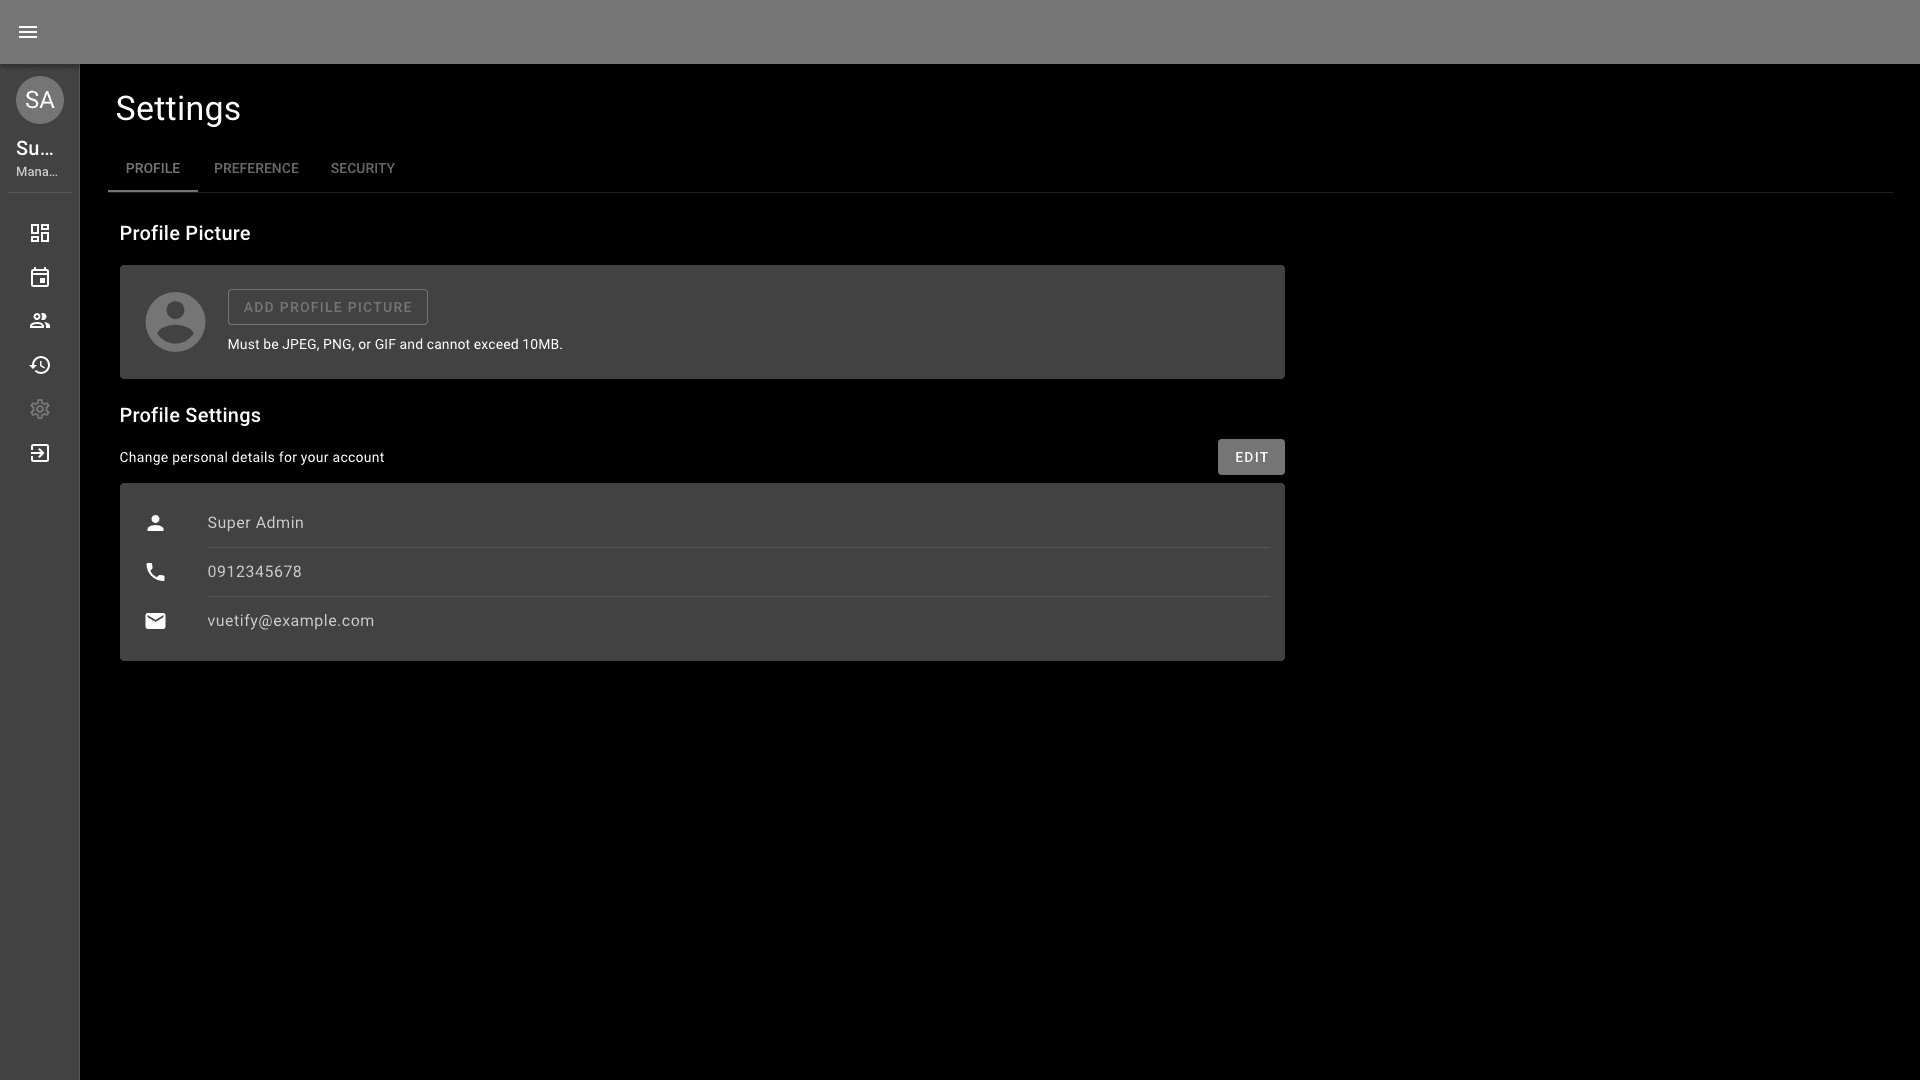 SA
Su...
Mana...
Settings
PROFILE
PREFERENCE
SECURITY
Profile Picture
ADD PROFILE PICTURE
Must be JPEG, PNG, or GIF and cannot exceed 10MB.
Profile Settings
Change personal details for your account
EDIT
Super Admin
0912345678
vuetify@example.com